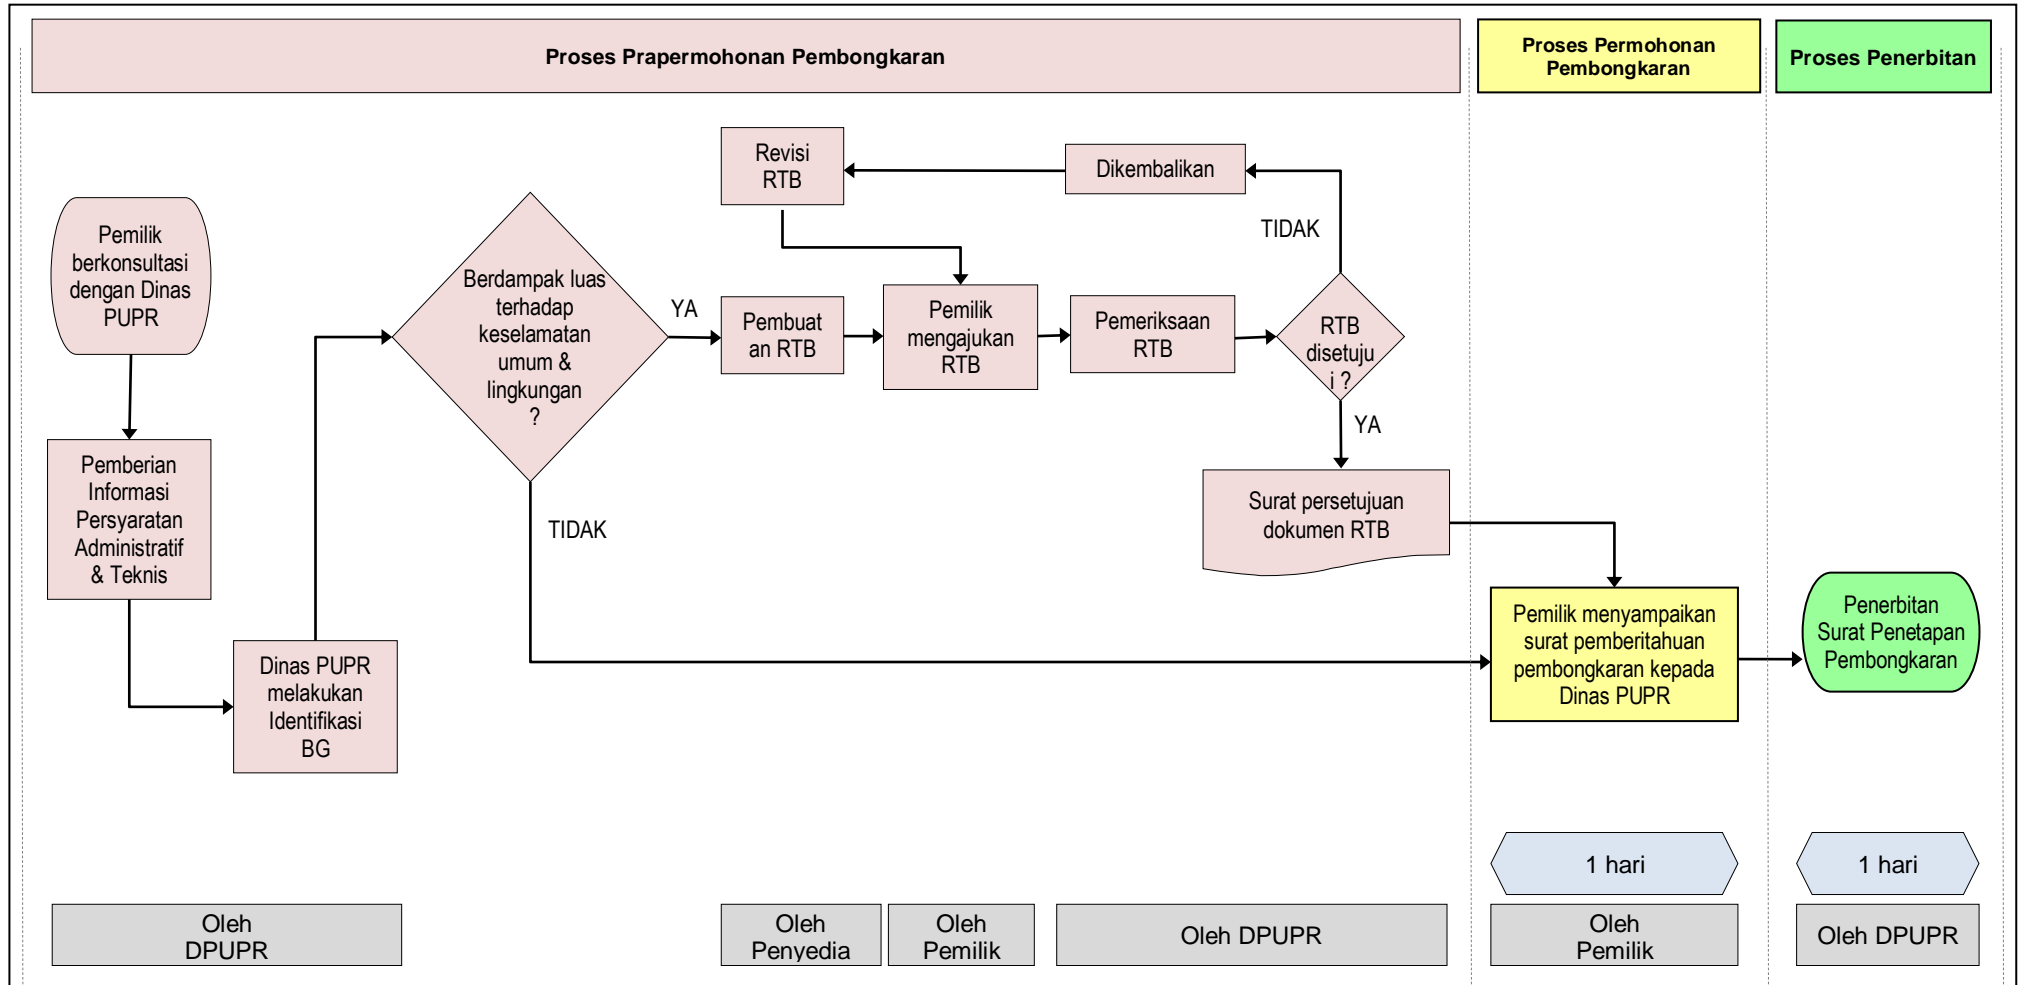 Proses Prapermohonan Pembongkaran
Proses Permohonan
Pembongkaran
Proses Penerbitan
Pemilik
berkonsultasi
dengan Dinas
PUPR
Pemberian
Informasi
Persyaratan
Administratif
& Teknis
Dinas PUPR
melakukan
Identifikasi
BG
Berdampak luas
terhadap
keselamatan
umum &
lingkungan
?
YA
TIDAK
Revisi
RTB
Dikembalikan
TIDAK
Pembuat
an RTB
Pemilik
mengajukan
RTB
Pemeriksaan
RTB
RTB
disetuju
i ?
YA
Surat persetujuan
dokumen RTB
Pemilik menyampaikan
surat pemberitahuan
pembongkaran kepada
Dinas PUPR
Penerbitan
Surat Penetapan
Pembongkaran
1 hari
1 hari
Oleh
DPUPR
Oleh
Penyedia
Oleh
Pemilik
Oleh DPUPR
Oleh
Pemilik
Oleh DPUPR